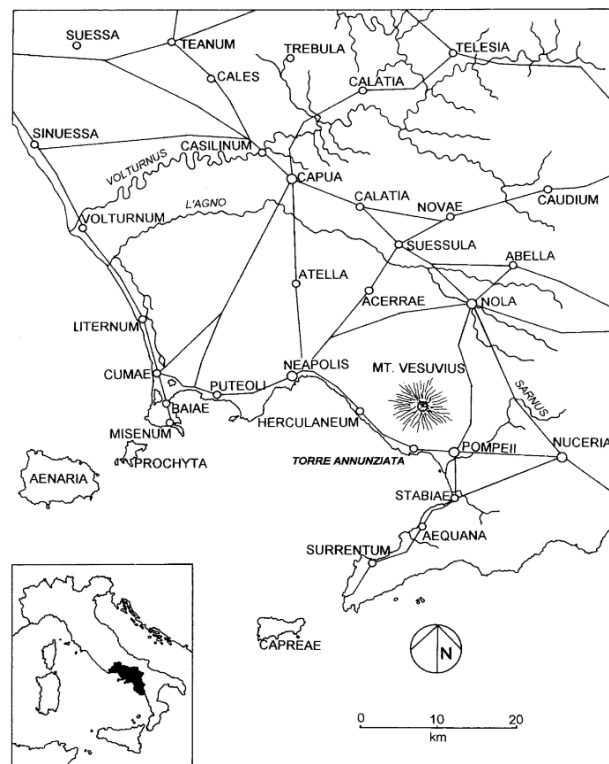 SUESSA
TEANUM
TREBULA
TELESIA
CALES
CALATIA
SINUESSA
VOLTURNUS
CASILINUM
CAPUA
CALATIA
NOVAE
CAUDIUM
VOLTURNUM
L'AGNO
SUESSULA
ABELLA
ATELLA
ACERRAE
NOLA
LITERNUM
NEAPOLIS
MT. VESUVIUS
CUMAE
PUTEOLI
SARNUS
BAIAE
HERCULANEUM
MISENUM
POMPEII
NUCERIA
PROCHYTA
TORRE ANNUNZIATA
AENARIA
STABIAE
AEQUANA
SURRENTUM
CAPREAE
N
0 10 20
km